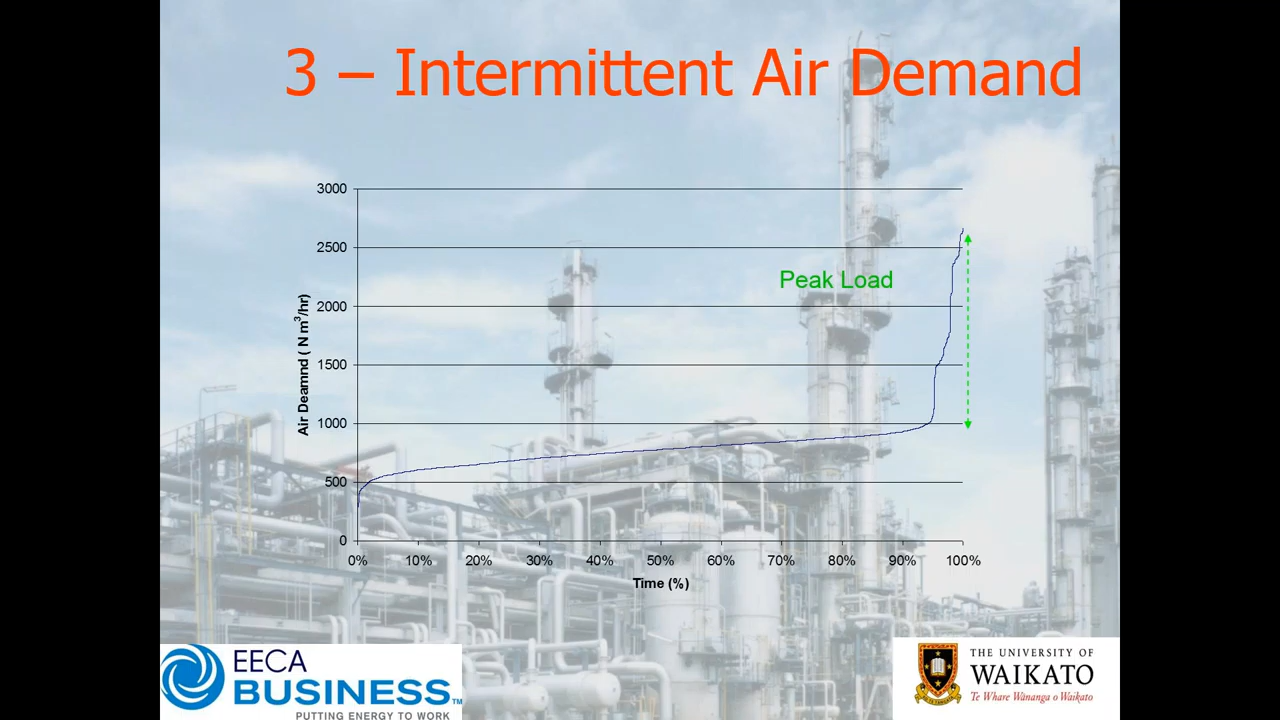 3 – Intermittent Air Demand
3000
2500
2000
1500
1000
500
0
Air Deamnd ( N m³/hr)
Peak Load
0% 10% 20% 30% 40% 50% 60% 70% 80% 90% 100%
Time (%)
EECA
BUSINESS™
PUTTING ENERGY TO WORK
THE UNIVERSITY OF
WAIKATO
Te Whare Wānanga o Waikato